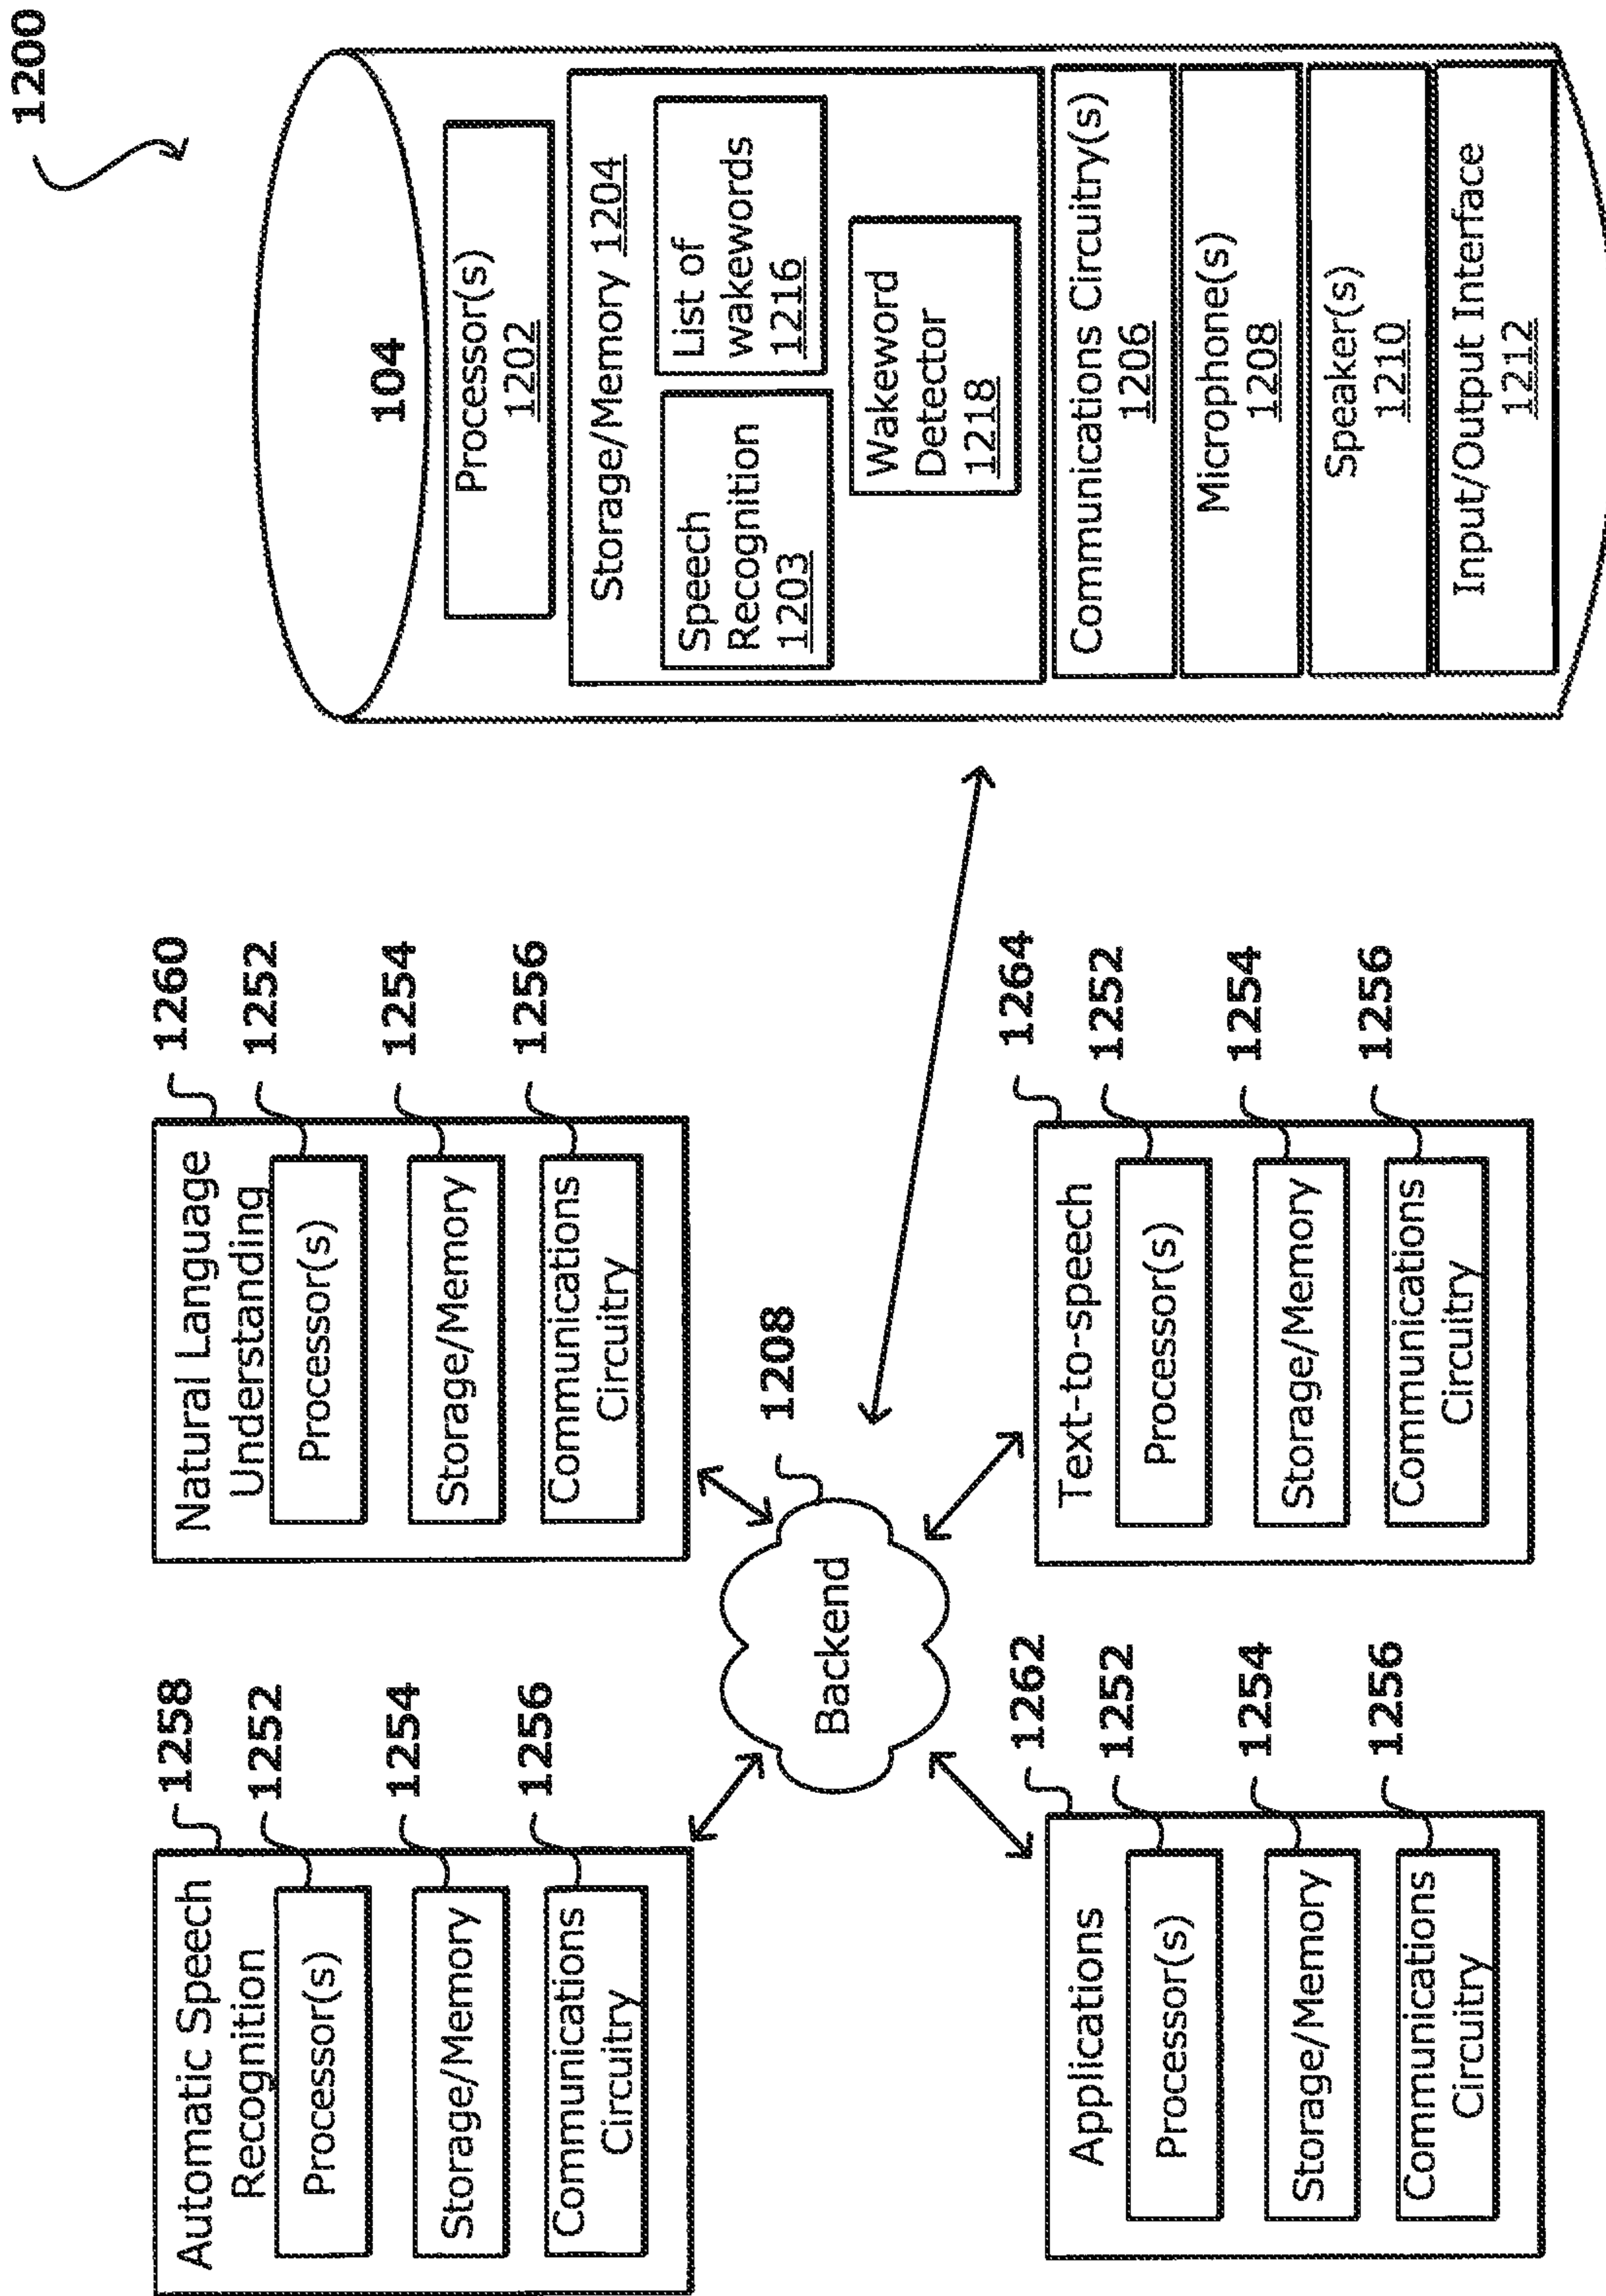 1200
Automatic Speech
Recognition
Processor(s)
Storage/Memory
Communications
Circuitry
1258
1252
1254
1256
Natural Language
Understanding
Processor(s)
Storage/Memory
Communications
Circuitry
1260
1252
1254
1256
Backend
1208
Applications
Processor(s)
Storage/Memory
Communications
Circuitry
1262
1252
1254
1256
Text-to-speech
Processor(s)
Storage/Memory
Communications
Circuitry
1264
1252
1254
1256
104
Processor(s)
1202
Storage/Memory 1204
Speech
Recognition
1203
List of
wakewords
1216
Wakeword
Detector
1218
Communications Circuitry(s)
1206
Microphone(s)
1208
Speaker(s)
1210
Input/Output Interface
1212